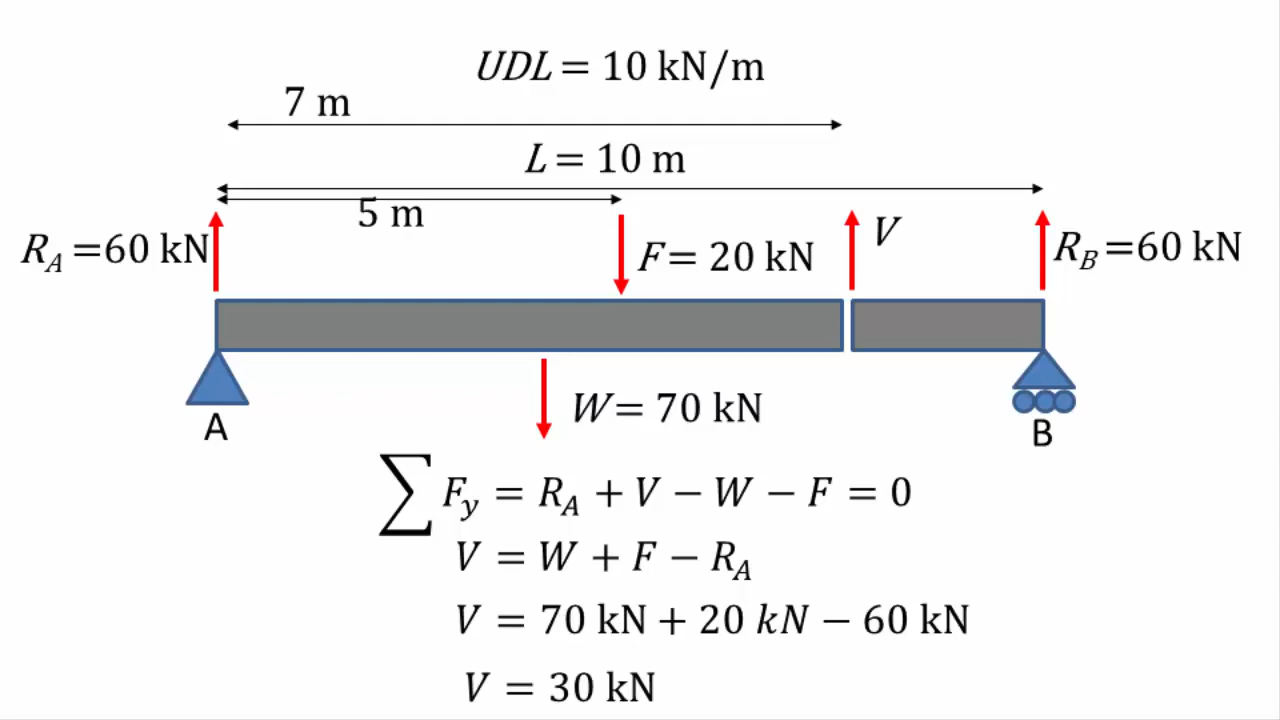 UDL = 10 kN/m
7 m
L = 10 m
5 m
R_A =60 kN
F = 20 kN
V
R_B =60 kN
W = 70 kN
A
B
∑ F_y = R_A + V − W − F = 0
V = W + F − R_A
V = 70 kN + 20 kN − 60 kN
V = 30 kN